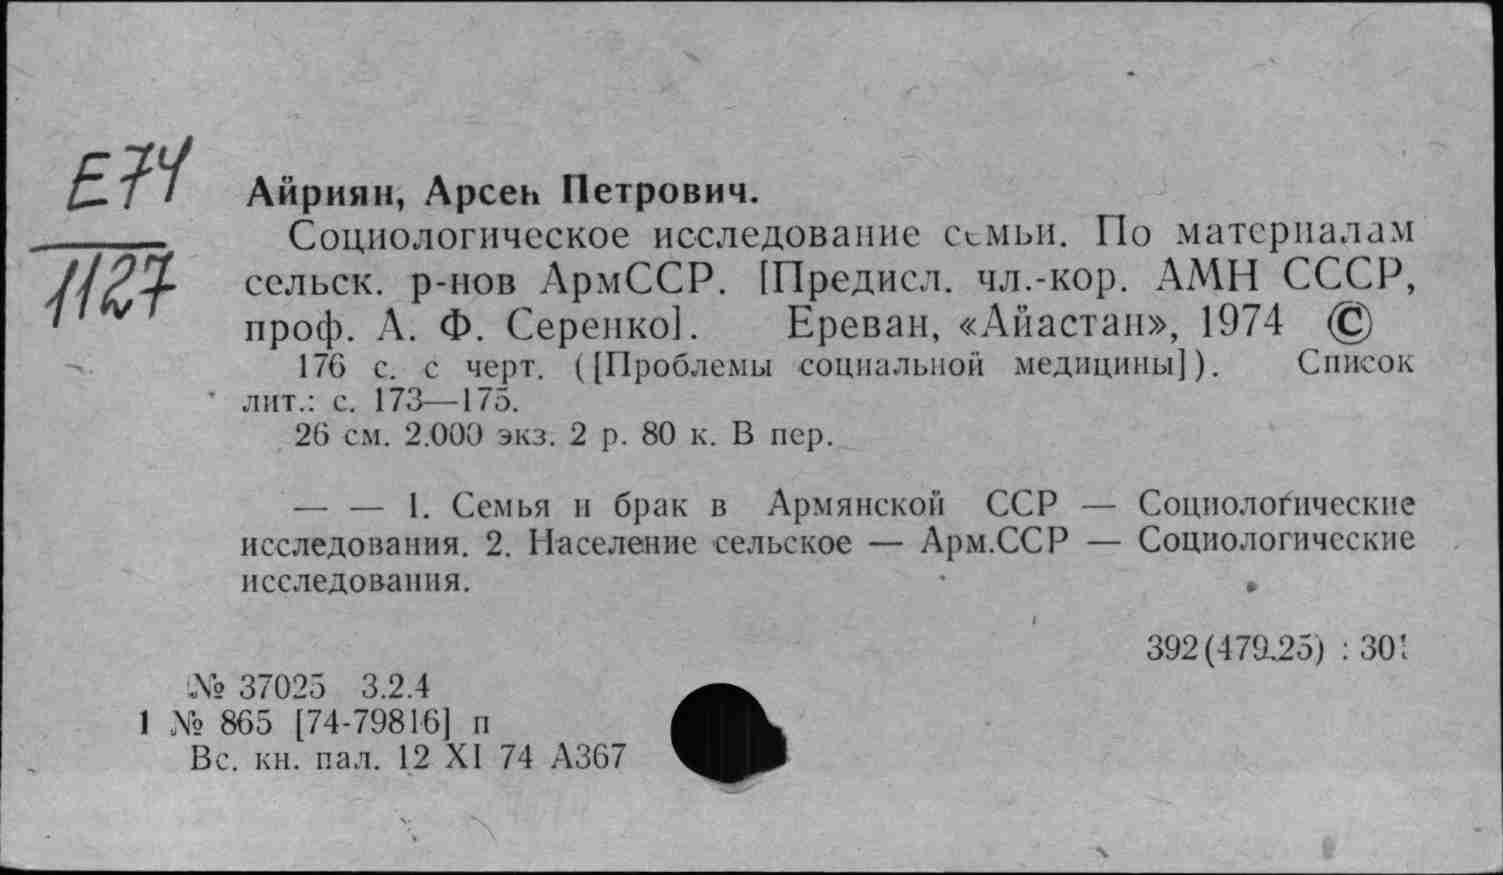 Е74
1127
Айриян, Арсен Петрович.
Социологическое исследование семьи. По материалам
сельск. р-нов АрмССР. [Предисл. чл.-кор. АМН СССР,
проф. А. Ф. Серенко]. Ереван, «Айастан», 1974 ©
176 с. с черт. ([Проблемы социальной медицины]). Список
лит.: с. 173—175.
26 см. 2.000 экз. 2 р. 80 к. В пер.
— — 1. Семья и брак в Армянской ССР — Социологические
исследования. 2. Население сельское — Арм.ССР — Социологические
исследования.
392(479.25) : 301
№ 37025 3.2.4
1 № 865 [74-79816] п
Вс. кн. пал. 12 XI 74 А367